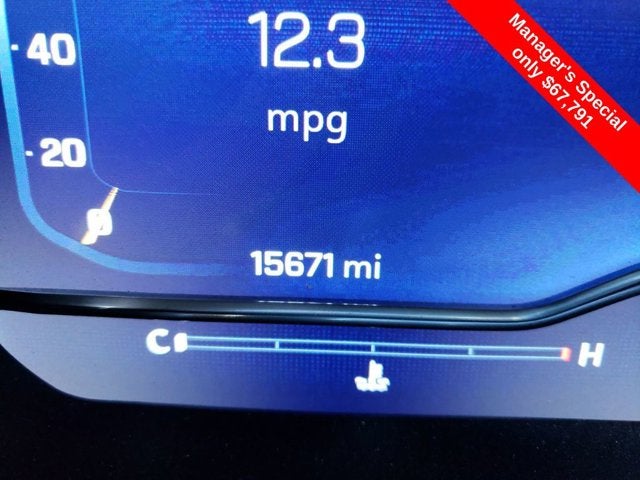 40
12.3
mpg
20
0
15671 mi
C H
Manager's Special
only $67,791